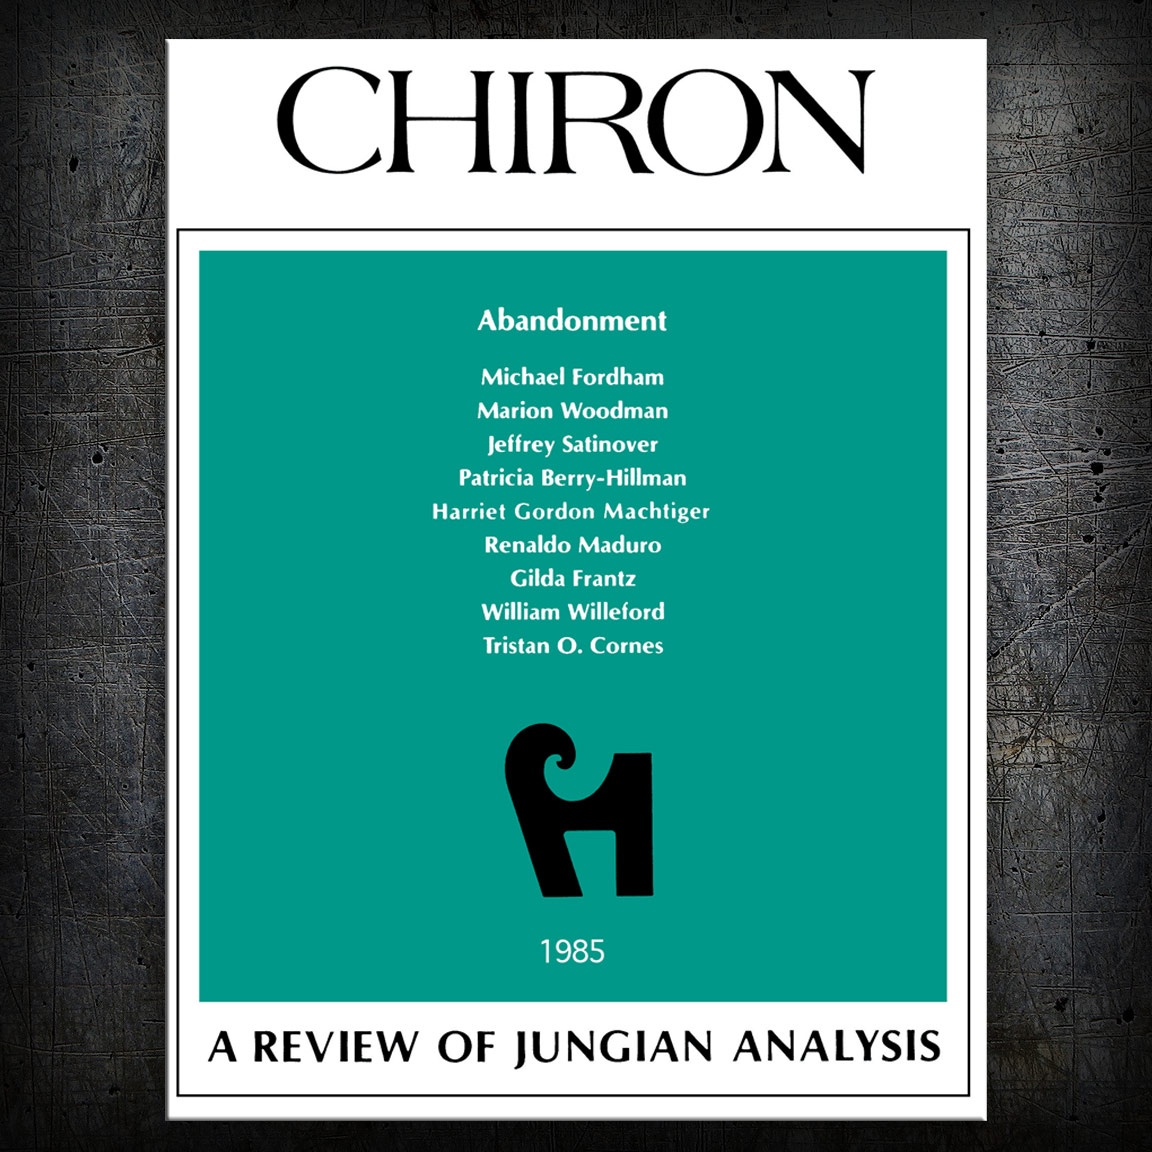 CHIRON
Abandonment
Michael Fordham
Marion Woodman
Jeffrey Satinover
Patricia Berry-Hillman
Harriet Gordon Machtiger
Renaldo Maduro
Gilda Frantz
William Willeford
Tristan O. Cornes
1985
A REVIEW OF JUNGIAN ANALYSIS